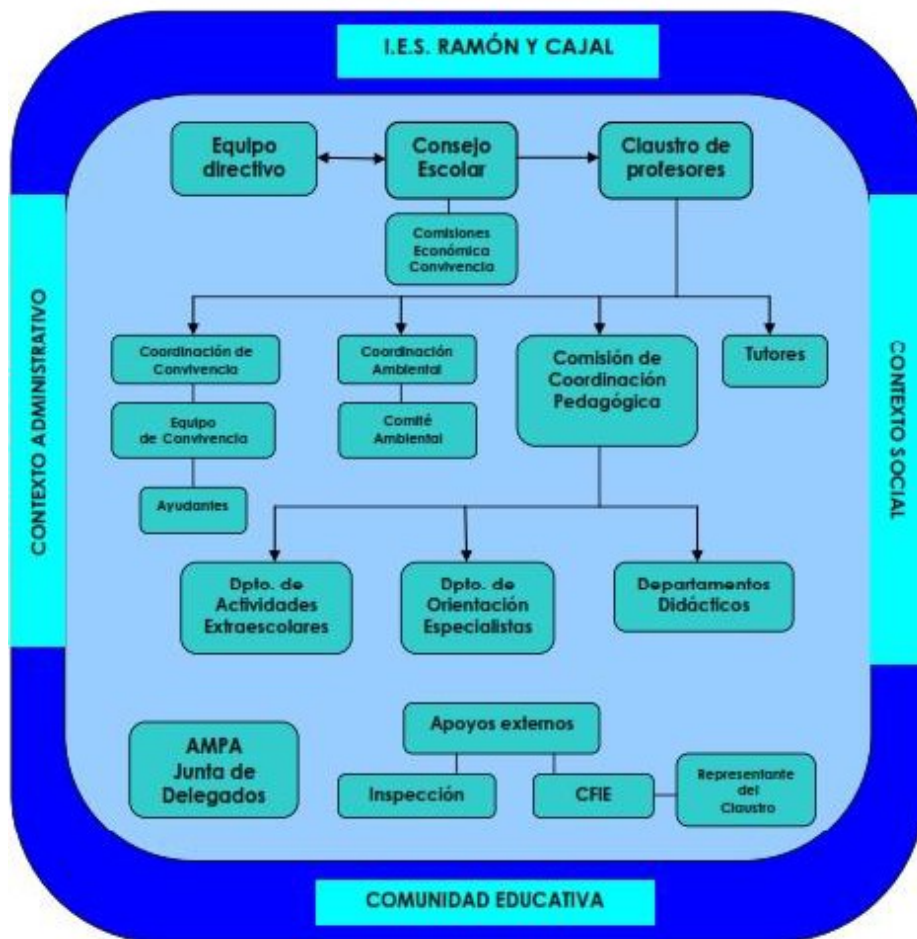 I.E.S. RAMÓN Y CAJAL
Equipo
directivo
Consejo
Escolar
Claustro de
profesores
Comisiones
Económica
Convivencia
CONTEXTO ADMINISTRATIVO
CONTEXTO SOCIAL
Coordinación de
Convivencia
Coordinación
Ambiental
Comisión de
Coordinación
Pedagógica
Tutores
Equipo
de Convivencia
Comité
Ambiental
Ayudantes
Dpto. de
Actividades
Extraescolares
Dpto. de
Orientación
Especialistas
Departamentos
Didácticos
AMPA
Junta de
Delegados
Apoyos externos
Inspección
CFIE
Representante
del
Claustro
COMUNIDAD EDUCATIVA